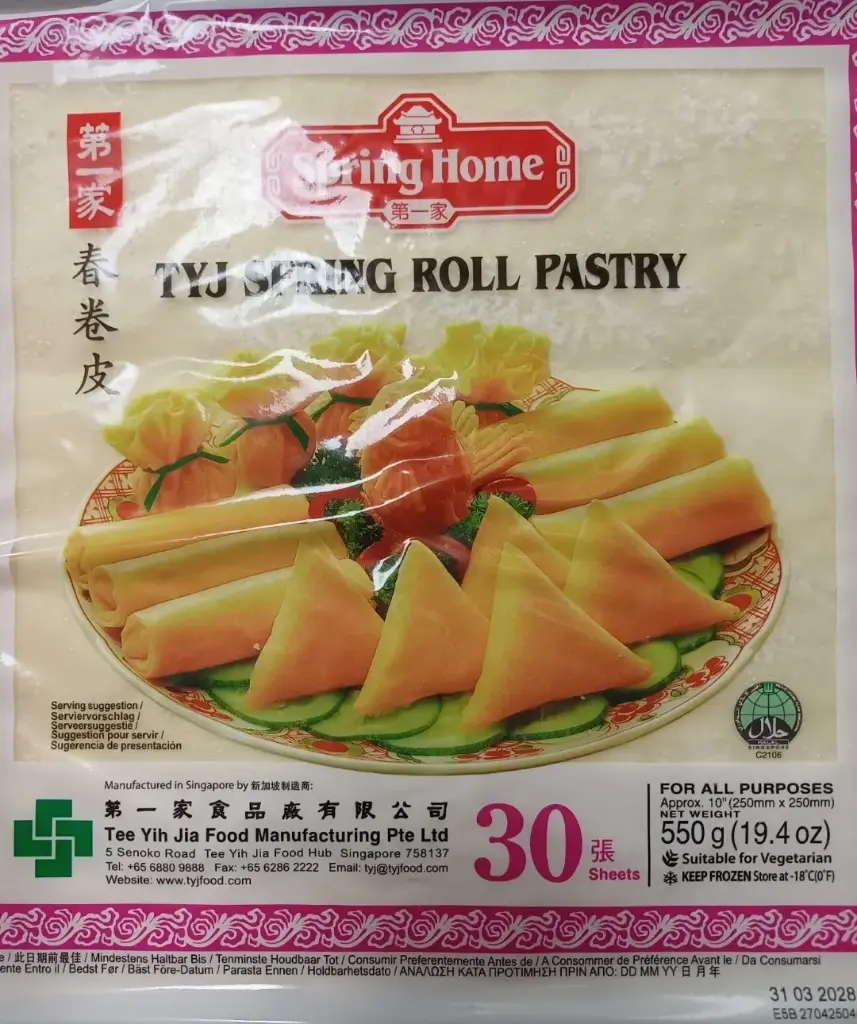 第一家
Spring Home
第一家
春卷皮
TYJ SPRING ROLL PASTRY
Serving suggestion /
Serviervorschlag /
Serveersuggestie /
Suggestion pour servir /
Sugerencia de presentación
حلال
HALAL
SINGAPORE
C2106
Manufactured in Singapore by 新加坡制造商:
第一家食品廠有限公司
Tee Yih Jia Food Manufacturing Pte Ltd
5 Senoko Road Tee Yih Jia Food Hub Singapore 758137
Tel: +65 6880 9888 Fax: +65 6286 2222 Email: tyj@tyjfood.com
Website: www.tyjfood.com
30 張
Sheets
FOR ALL PURPOSES
Approx. 10" (250mm x 250mm)
NET WEIGHT
550 g (19.4 oz)
Suitable for Vegetarian
KEEP FROZEN Store at -18°C(0°F)
/ 此日期前最佳 / Mindestens Haltbar Bis / Tenminste Houdbaar Tot / Consumir Preferentemente Antes de / A Consommer de Préférence Avant le / Da Consumarsi
Entro il / Bedst Før / Bäst Före-Datum / Parasta Ennen / Holdbarhetsdato / ΑΝΑΛΩΣΗ ΚΑΤΑ ΠΡΟΤΙΜΗΣΗ ΠΡΙΝ ΑΠΟ: DD MM YY 日 月 年
31 03 2028
E5B 27042504